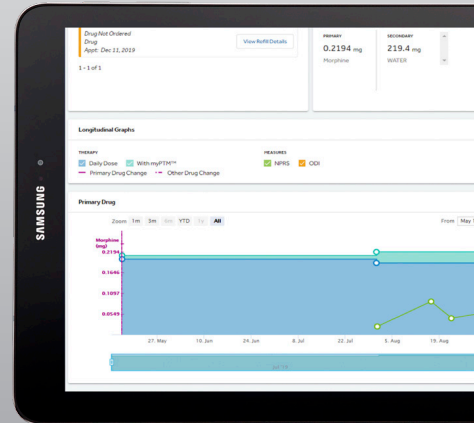 Drug Not Ordered
Drug
Appt: Dec 11, 2019
View Refill Details
1 - 1 of 1
PRIMARY
0.2194 mg
Morphine
SECONDARY
219.4 mg
WATER
Longitudinal Graphs
THERAPY
Daily Dose With myPTM™
Primary Drug Change Other Drug Change
MEASURES
NPRS ODI
Primary Drug
Zoom 1m 3m 6m YTD 1y All
From May 1
Morphine
(mg)
0.2194
0.1646
0.1097
0.0549
27. May 10. Jun 24. Jun 8. Jul 22. Jul 5. Aug 19. Aug
SAMSUNG